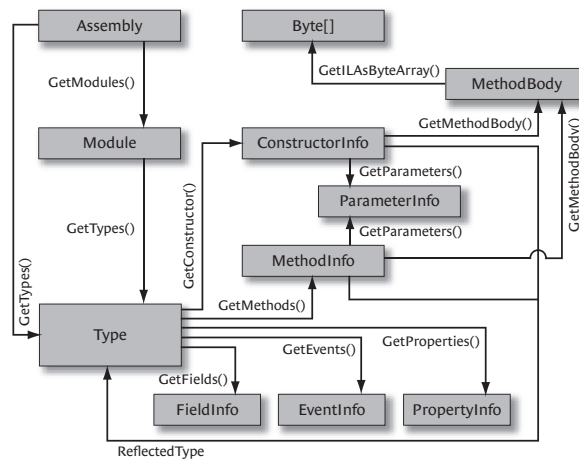 Assembly
Byte[]
GetModules()
GetILAsByteArray()
MethodBody
GetMethodBody()
Module
ConstructorInfo
GetMethodBody()
GetParameters()
GetConstructor()
ParameterInfo
GetTypes()
GetParameters()
MethodInfo
GetTypes()
GetMethods()
Type
GetEvents()
GetProperties()
GetFields()
FieldInfo
EventInfo
PropertyInfo
ReflectedType